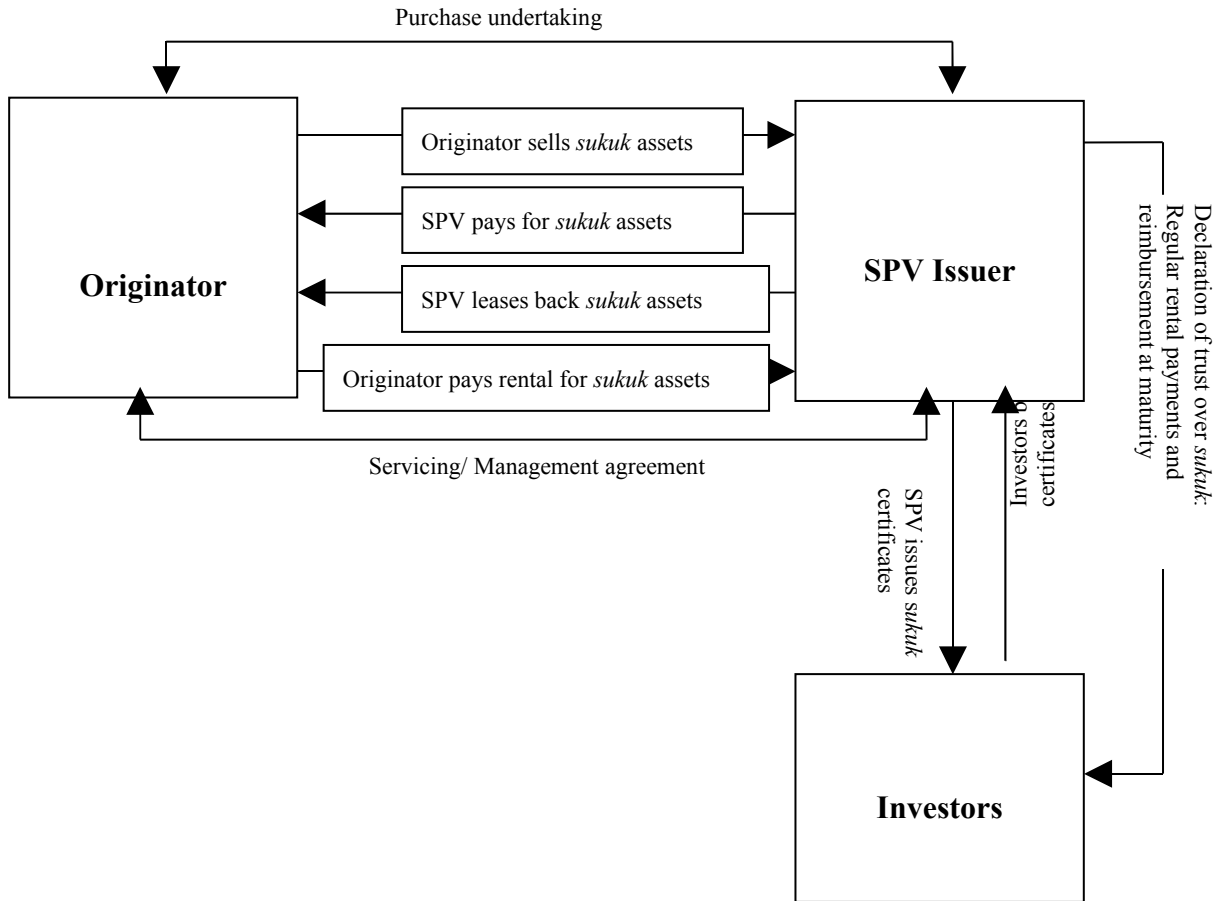 Purchase undertaking
Originator sells sukuk assets
SPV pays for sukuk assets
Originator
SPV Issuer
SPV leases back sukuk assets
Originator pays rental for sukuk assets
Servicing/ Management agreement
Declaration of trust over sukuk:
Regular rental payments and
reimbursement at maturity
Investors
certificates
SPV issues sukuk
certificates
Investors